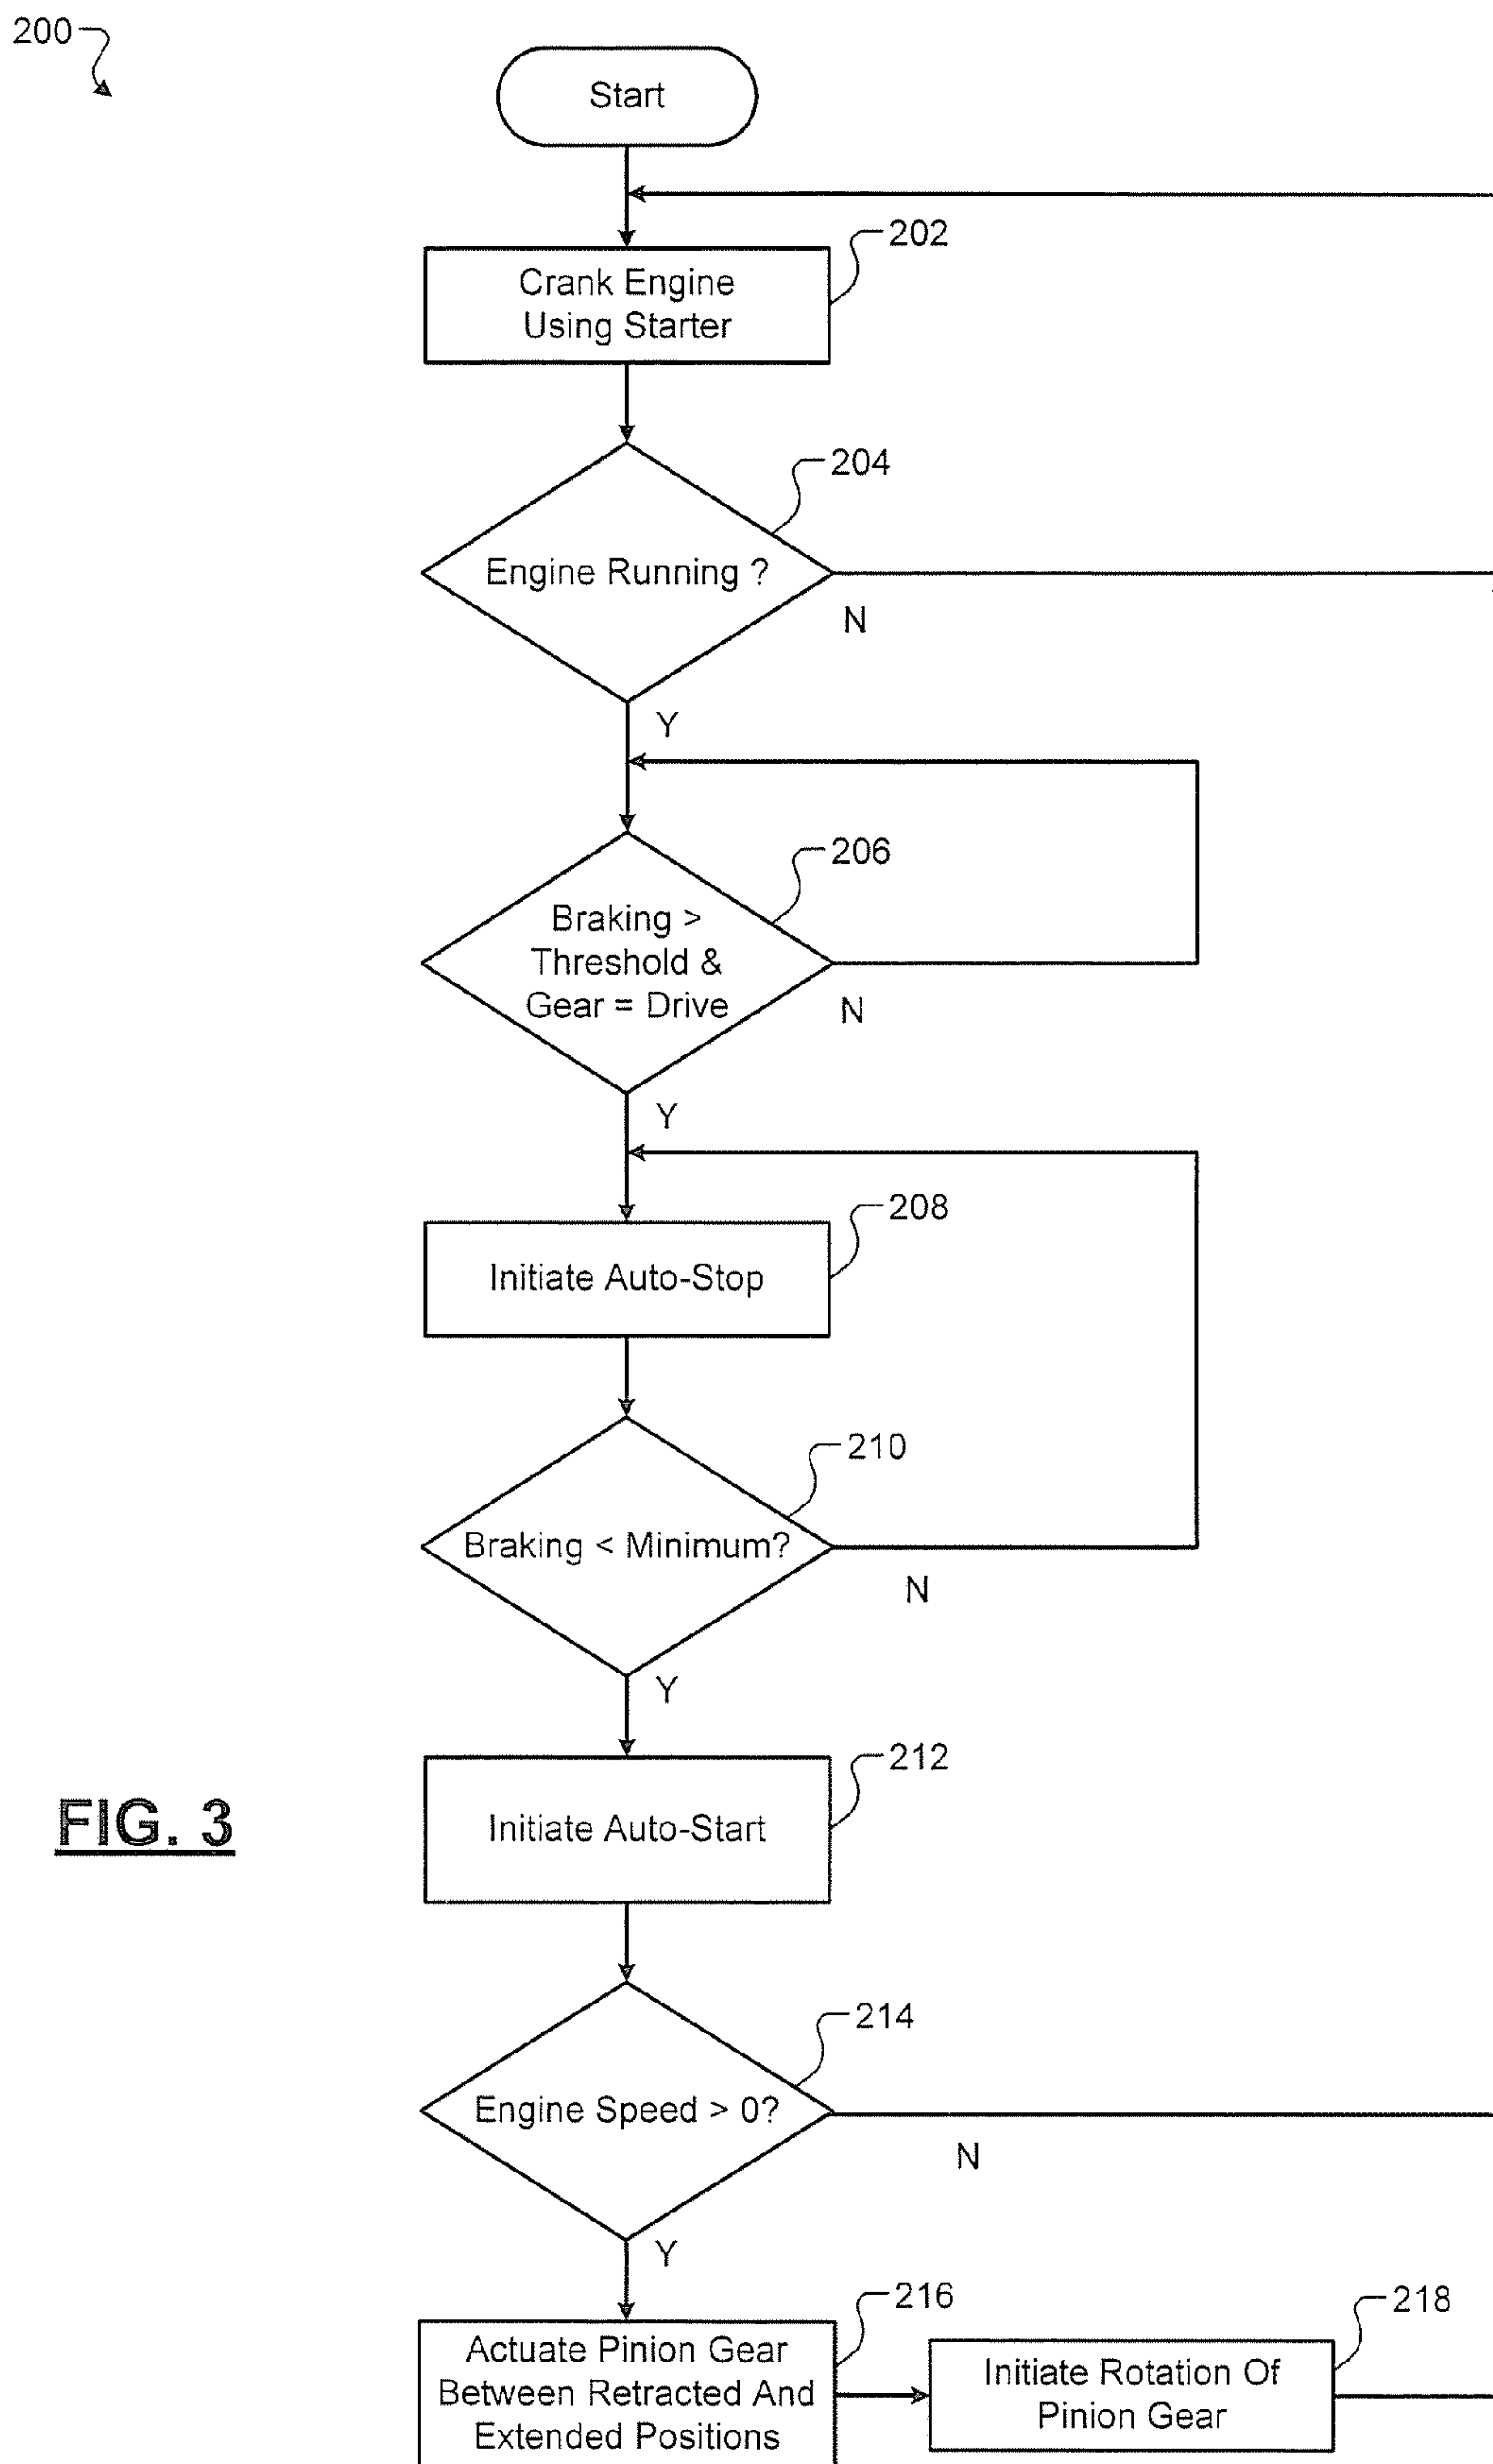 200
Start
202
Crank Engine
Using Starter
204
Engine Running ?
N
Y
206
Braking >
Threshold &
Gear = Drive
N
Y
208
Initiate Auto-Stop
210
Braking < Minimum?
N
Y
212
Initiate Auto-Start
FIG. 3
214
Engine Speed > 0?
N
Y
216
Actuate Pinion Gear
Between Retracted And
Extended Positions
218
Initiate Rotation Of
Pinion Gear